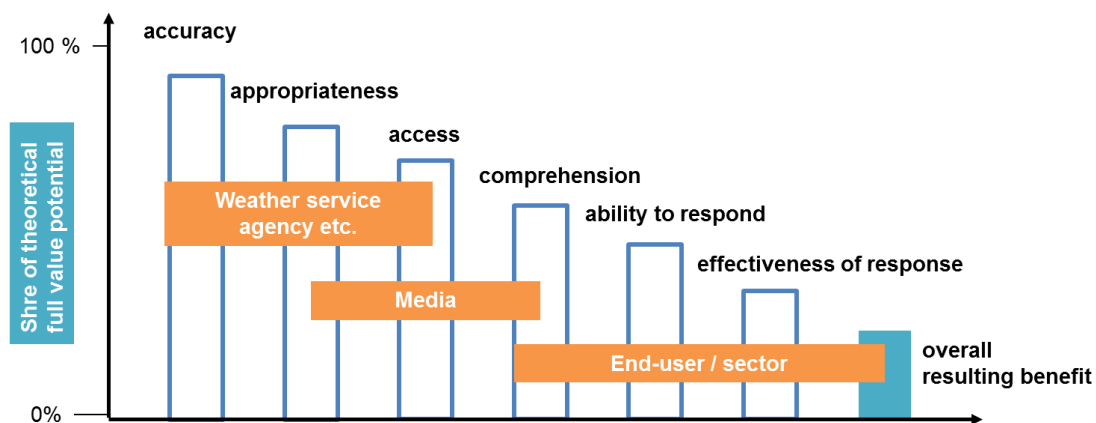 accuracy
100 %
appropriateness
access
comprehension
ability to respond
effectiveness of response
Shre of theoretical
full value potential
Weather service
agency etc.
Media
End-user / sector
overall
resulting benefit
0%